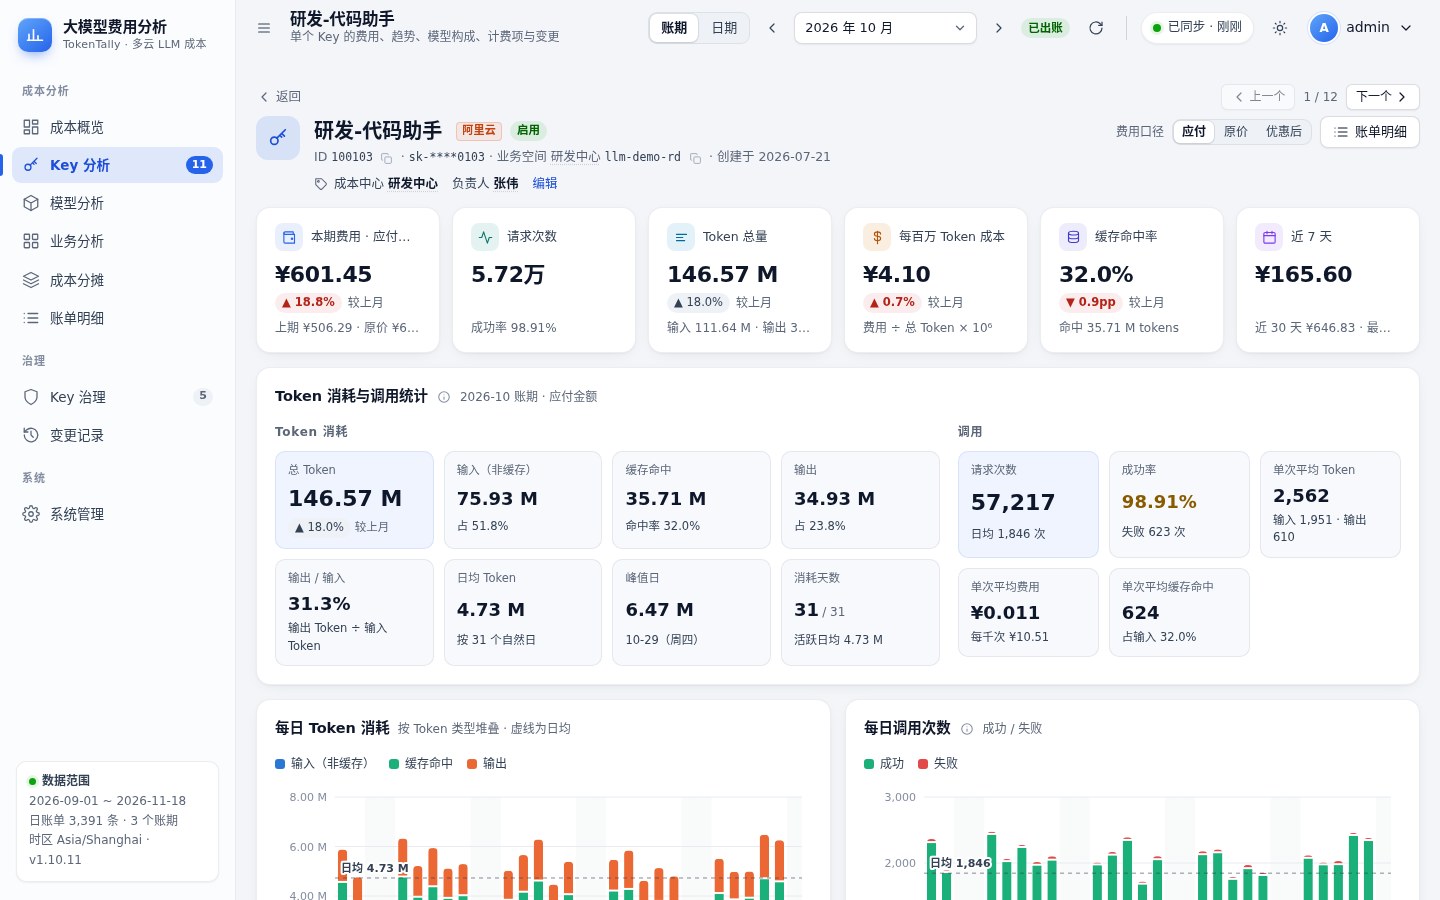 大模型费用分析
TokenTally · 多云 LLM 成本
成本分析
成本概览
Key 分析
11
模型分析
业务分析
成本分摊
账单明细
治理
Key 治理
5
变更记录
系统
系统管理
数据范围
2026-09-01 ~ 2026-11-18
日账单 3,391 条 · 3 个账期
时区 Asia/Shanghai ·
v1.10.11
研发-代码助手
单个 Key 的费用、趋势、模型构成、计费项与变更
账期
日期
2026 年 10 月
已出账
已同步 · 刚刚
A
admin
返回
上一个
1 / 12
下一个
研发-代码助手
阿里云
启用
费用口径
应付
原价
优惠后
账单明细
ID 100103 · sk-****0103 · 业务空间 研发中心 llm-demo-rd · 创建于 2026-07-21
成本中心 研发中心 负责人 张伟 编辑
本期费用 · 应付…
¥601.45
▲ 18.8% 较上月
上期 ¥506.29 · 原价 ¥6…
请求次数
5.72万
成功率 98.91%
Token 总量
146.57 M
▲ 18.0% 较上月
输入 111.64 M · 输出 3…
每百万 Token 成本
¥4.10
▲ 0.7% 较上月
费用 ÷ 总 Token × 10⁶
缓存命中率
32.0%
▼ 0.9pp 较上月
命中 35.71 M tokens
近 7 天
¥165.60
近 30 天 ¥646.83 · 最…
Token 消耗与调用统计
2026-10 账期 · 应付金额
Token 消耗
总 Token
146.57 M
▲ 18.0% 较上月
输入（非缓存）
75.93 M
占 51.8%
缓存命中
35.71 M
命中率 32.0%
输出
34.93 M
占 23.8%
输出 / 输入
31.3%
输出 Token ÷ 输入
Token
日均 Token
4.73 M
按 31 个自然日
峰值日
6.47 M
10-29（周四）
消耗天数
31 / 31
活跃日均 4.73 M
调用
请求次数
57,217
日均 1,846 次
成功率
98.91%
失败 623 次
单次平均 Token
2,562
输入 1,951 · 输出
610
单次平均费用
¥0.011
每千次 ¥10.51
单次平均缓存命中
624
占输入 32.0%
每日 Token 消耗
按 Token 类型堆叠 · 虚线为日均
输入（非缓存）
缓存命中
输出
8.00 M
6.00 M
日均 4.73 M
4.00 M
每日调用次数
成功 / 失败
成功
失败
3,000
2,000
日均 1,846